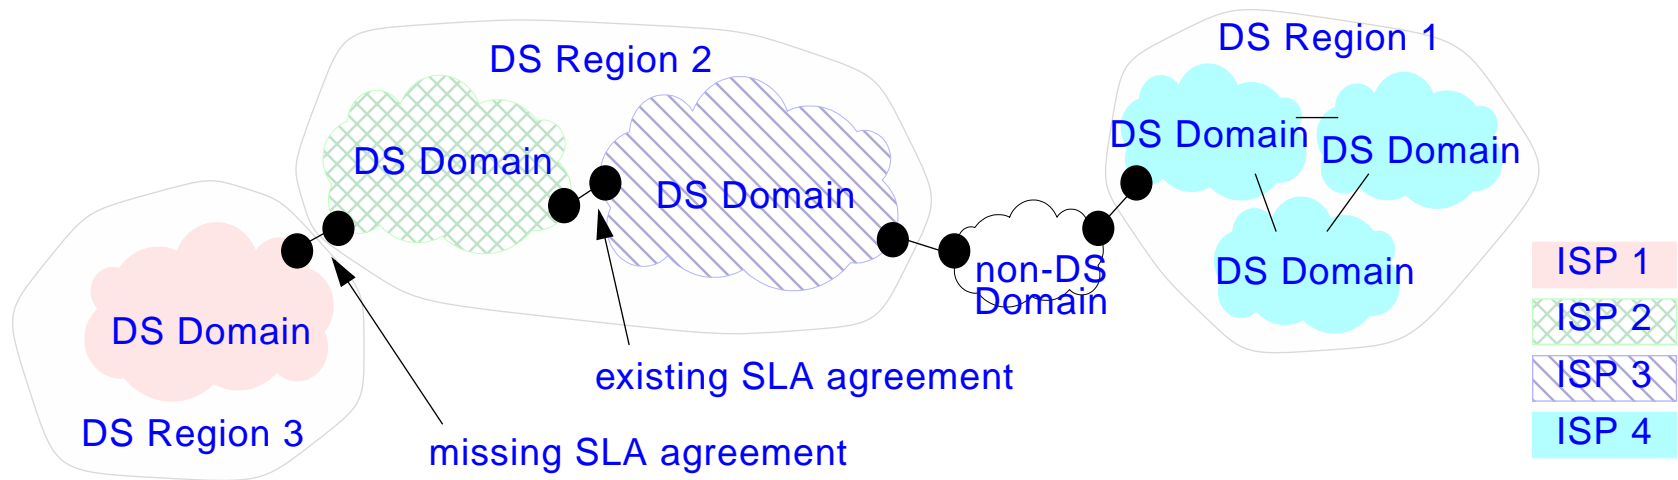 DS Region 2
DS Region 1
DS Domain
DS Domain
DS Domain
DS Domain
DS Domain
DS Domain
non-DS
Domain
DS Domain
DS Region 3
existing SLA agreement
missing SLA agreement
ISP 1
ISP 2
ISP 3
ISP 4